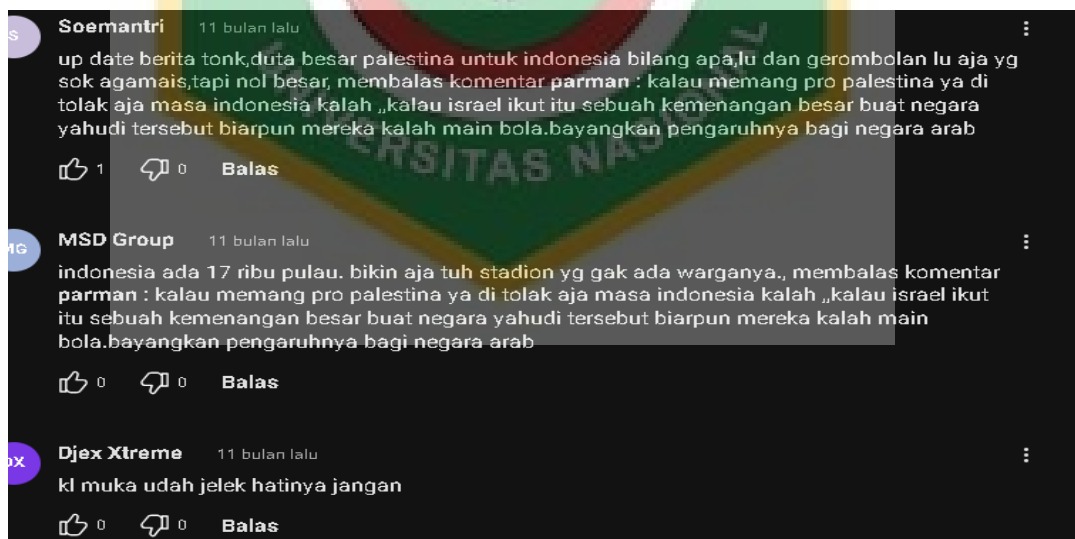 S
Soemantri 11 bulan lalu
up date berita tonk,duta besar palestina untuk indonesia bilang apa,lu dan gerombolan lu aja yg
sok agamais,tapi nol besar, membalas komentar parman : kalau memang pro palestina ya di
tolak aja masa indonesia kalah ,,kalau israel ikut itu sebuah kemenangan besar buat negara
yahudi tersebut biarpun mereka kalah main bola.bayangkan pengaruhnya bagi negara arab
1 0 Balas
UNIVERSITAS NASIONAL
MG
MSD Group 11 bulan lalu
indonesia ada 17 ribu pulau. bikin aja tuh stadion yg gak ada warganya., membalas komentar
parman : kalau memang pro palestina ya di tolak aja masa indonesia kalah ,,kalau israel ikut
itu sebuah kemenangan besar buat negara yahudi tersebut biarpun mereka kalah main
bola.bayangkan pengaruhnya bagi negara arab
0 0 Balas
DX
Djex Xtreme 11 bulan lalu
kl muka udah jelek hatinya jangan
0 0 Balas